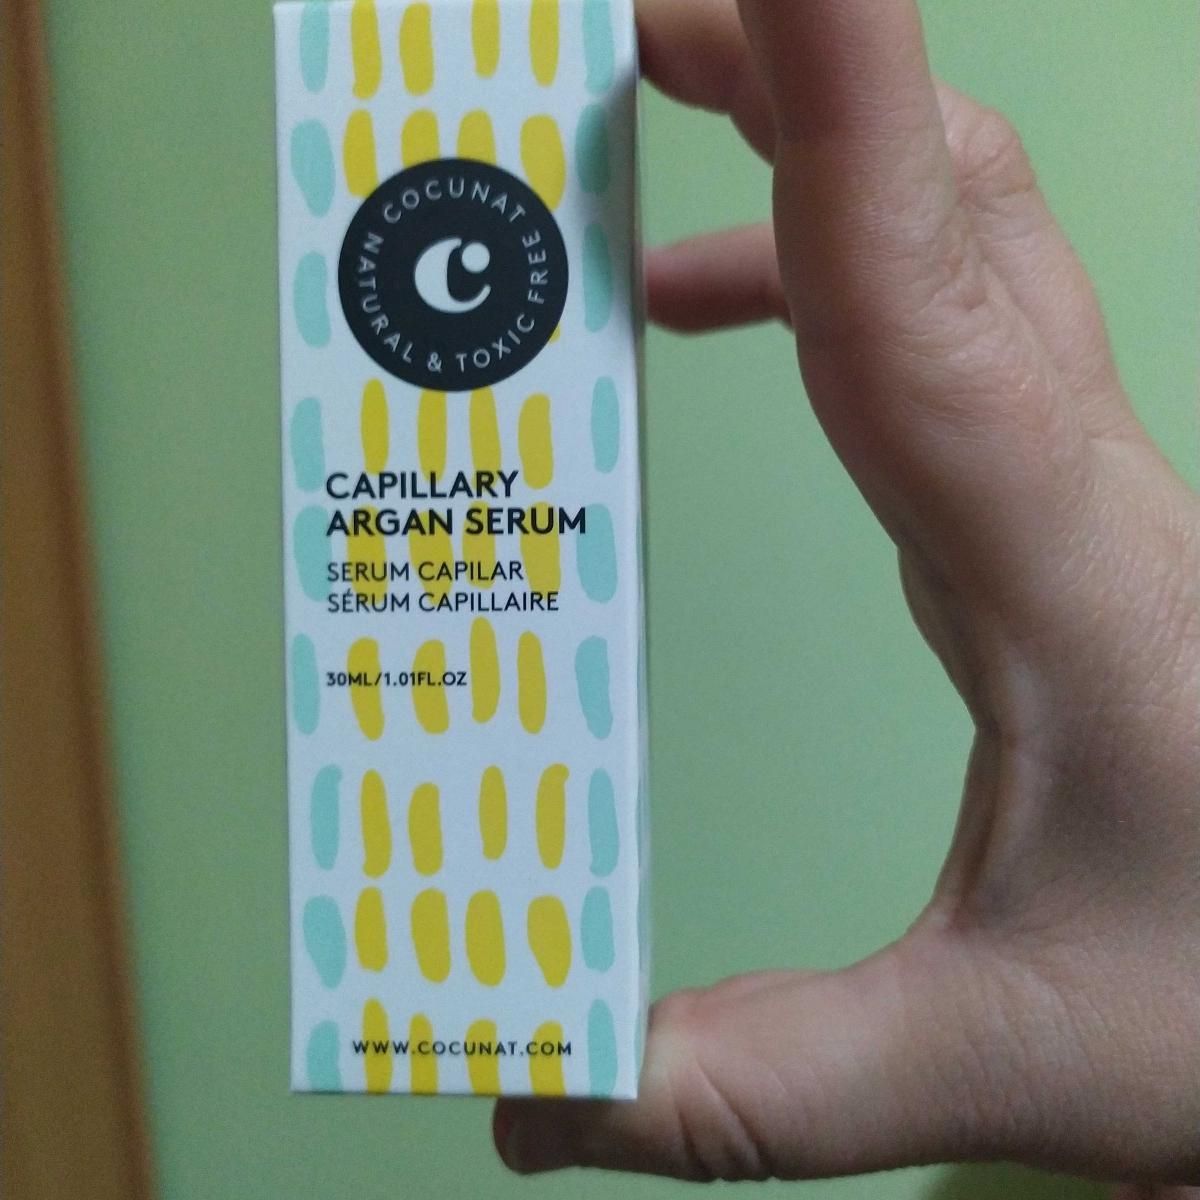 COCUNAT
NATURAL & TOXIC FREE
C
CAPILLARY
ARGAN SERUM
SERUM CAPILAR
SÉRUM CAPILLAIRE
30ML/1.01FL.OZ
WWW.COCUNAT.COM